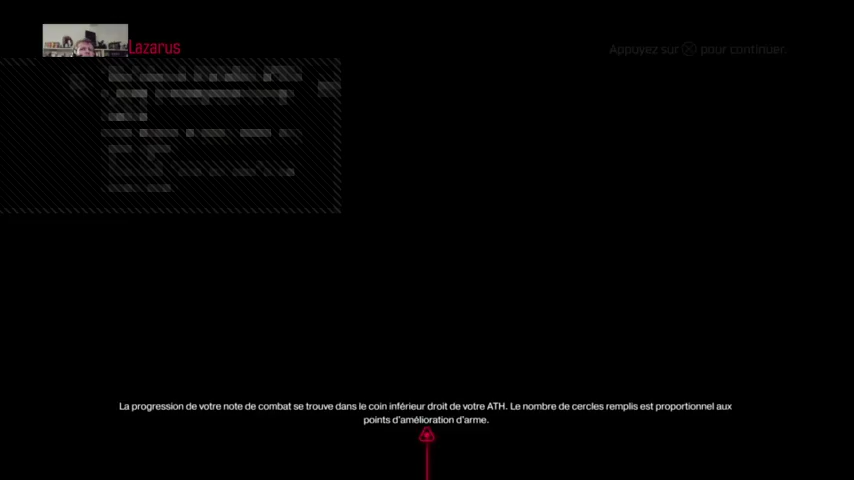 Lazarus
Appuyez sur ⓧ pour continuer.
La progression de votre note de combat se trouve dans le coin inférieur droit de votre ATH. Le nombre de cercles remplis est proportionnel aux
points d'amélioration d'arme.